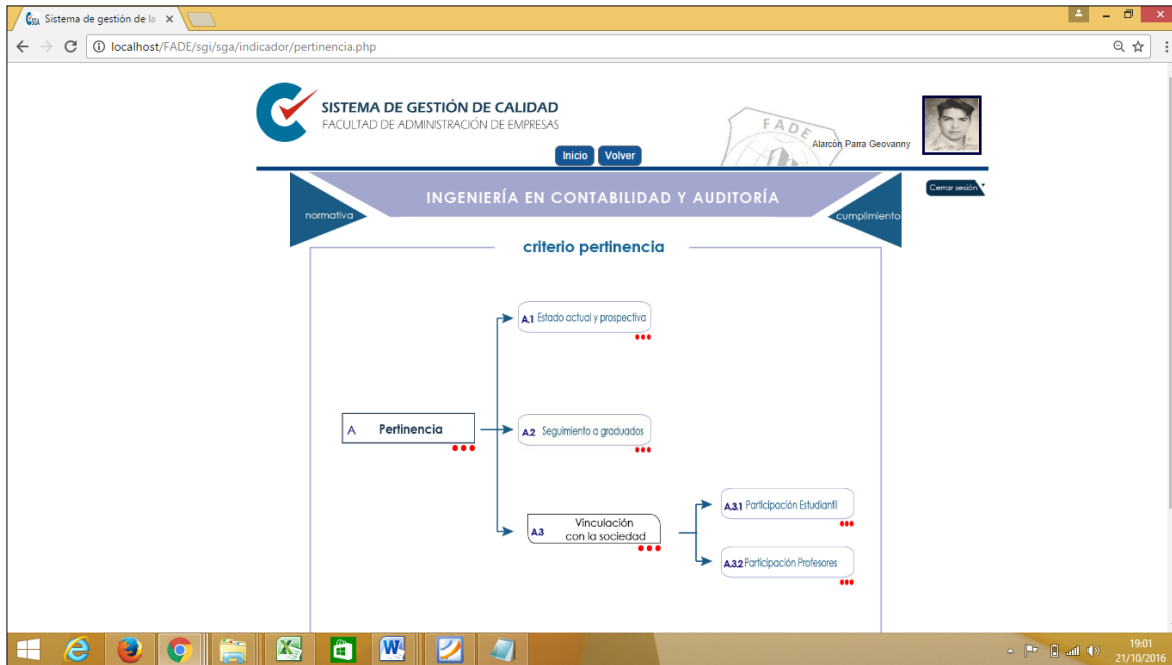 Sistema de gestión de la
localhost/FADE/sgi/sga/indicador/pertinencia.php
SISTEMA DE GESTIÓN DE CALIDAD
FACULTAD DE ADMINISTRACIÓN DE EMPRESAS
FADE
Alarcón Parra Geovanny
Inicio Volver
Cerrar sesión
INGENIERÍA EN CONTABILIDAD Y AUDITORÍA
normativa
cumplimiento
criterio pertinencia
A.1 Estado actual y prospectiva
A Pertinencia
A.2 Seguimiento a graduados
A.3 Vinculación
con la sociedad
A.3.1 Participación Estudiantil
A.3.2 Participación Profesores
19:01
21/10/2016